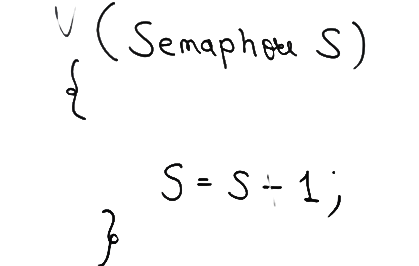 V (Semaphore S)
{
S = S + 1;
}